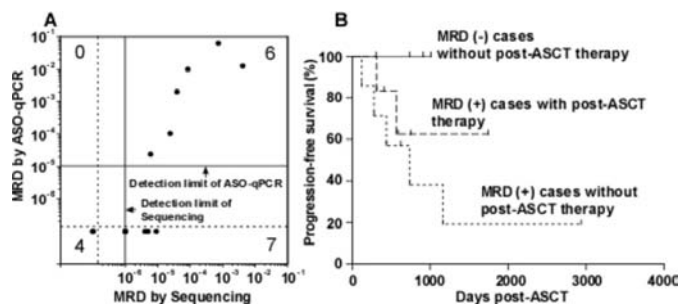 A
MRD by ASO-qPCR
10⁻¹
10⁻²
10⁻³
10⁻⁴
10⁻⁵
10⁻⁶
0
6
4
7
Detection limit of ASO-qPCR
Detection limit of
Sequencing
10⁻⁶ 10⁻⁵ 10⁻⁴ 10⁻³ 10⁻² 10⁻¹
MRD by Sequencing
B
Progression-free survival (%)
100
80
60
40
20
0
MRD (-) cases
without post-ASCT therapy
MRD (+) cases with post-ASCT
therapy
MRD (+) cases without
post-ASCT therapy
0 1000 2000 3000 4000
Days post-ASCT